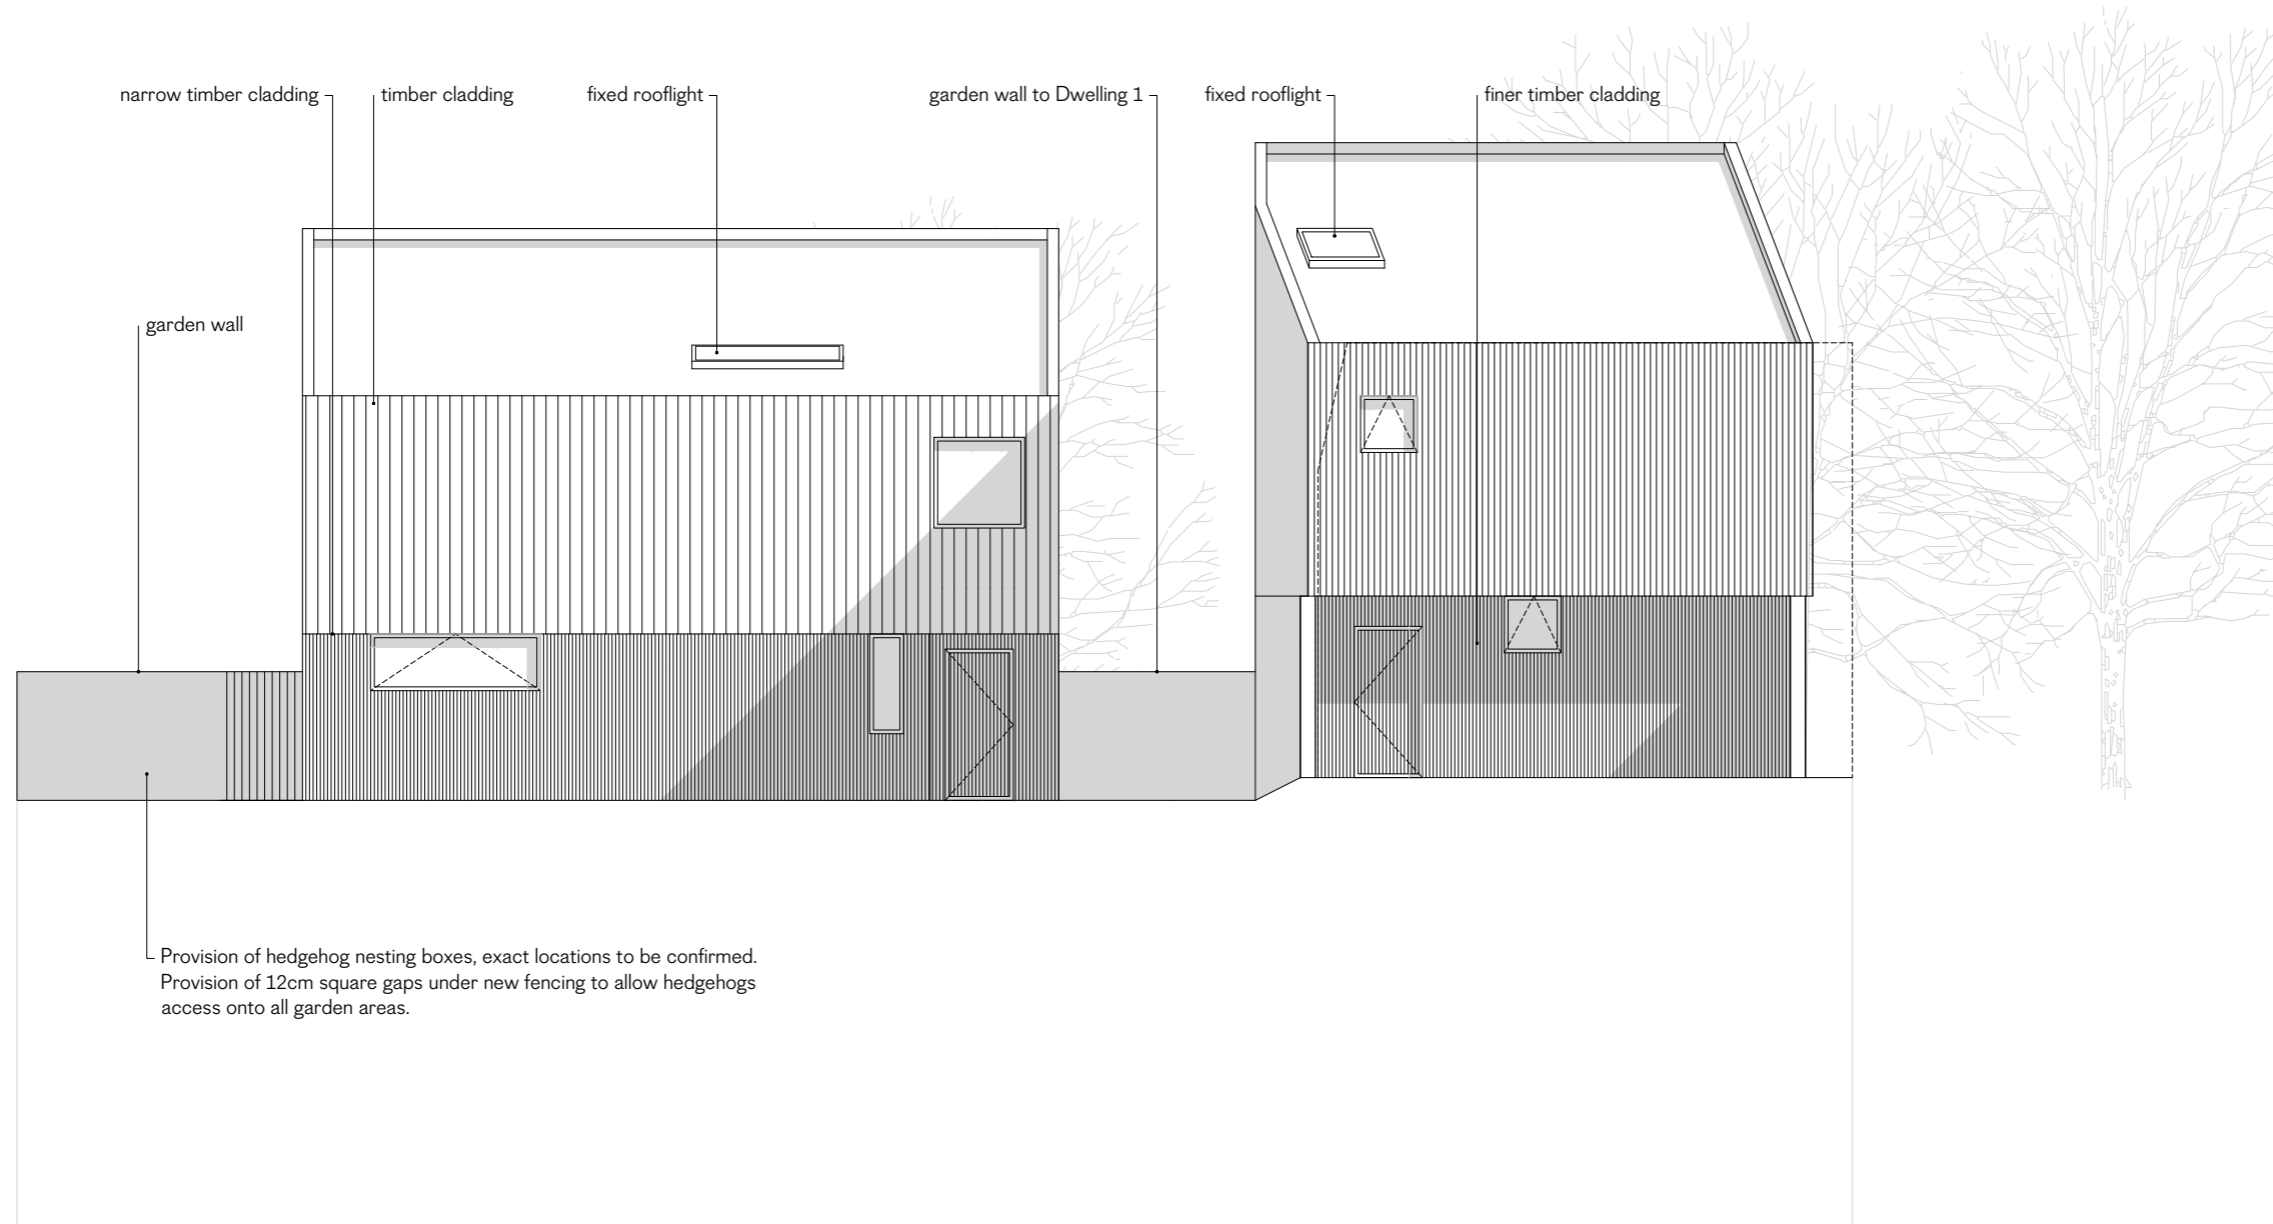 narrow timber cladding
timber cladding
fixed rooflight
garden wall to Dwelling 1
fixed rooflight
finer timber cladding
garden wall
Provision of hedgehog nesting boxes, exact locations to be confirmed.
Provision of 12cm square gaps under new fencing to allow hedgehogs
access onto all garden areas.